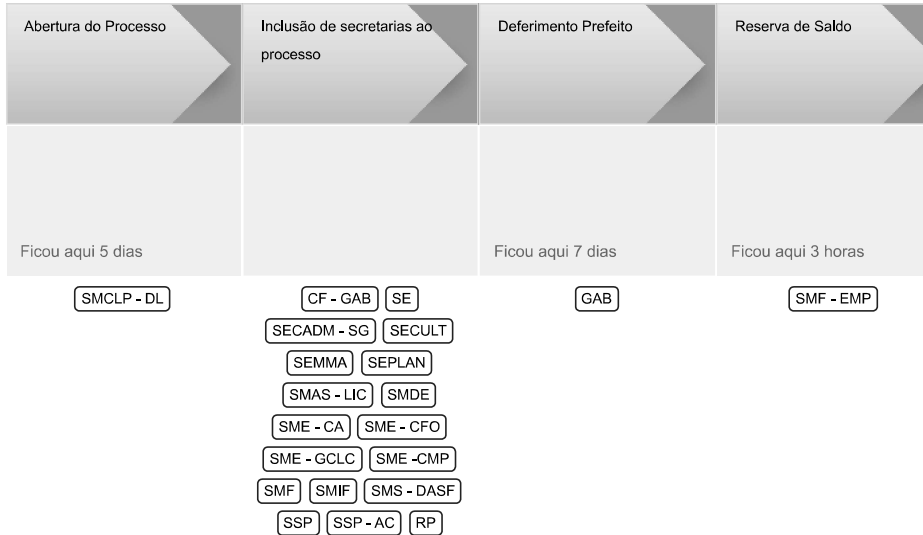 Abertura do Processo
Inclusão de secretarias ao
processo
Deferimento Prefeito
Reserva de Saldo
Ficou aqui 5 dias
Ficou aqui 7 dias
Ficou aqui 3 horas
SMCLP - DL
CF - GAB SE
SECADM - SG SECULT
SEMMA SEPLAN
SMAS - LIC SMDE
SME - CA SME - CFO
SME - GCLC SME -CMP
SMF SMIF SMS - DASF
SSP SSP - AC RP
GAB
SMF - EMP